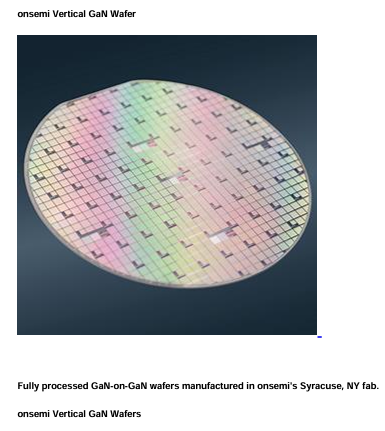 onsemi Vertical GaN Wafer
Fully processed GaN-on-GaN wafers manufactured in onsemi's Syracuse, NY fab.
onsemi Vertical GaN Wafers